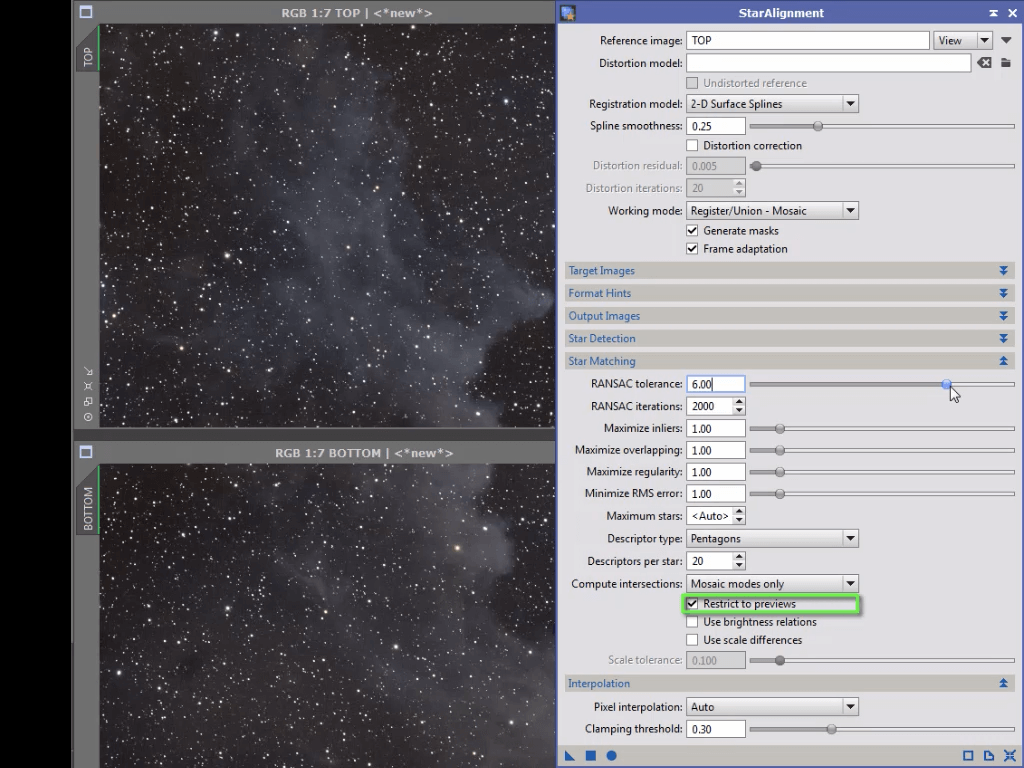 RGB 1:7 TOP | <*new*>
TOP
RGB 1:7 BOTTOM | <*new*>
BOTTOM
StarAlignment
Reference image: TOP View
Distortion model:
Undistorted reference
Registration model: 2-D Surface Splines
Spline smoothness: 0.25
Distortion correction
Distortion residual: 0.005
Distortion iterations: 20
Working mode: Register/Union - Mosaic
Generate masks
Frame adaptation
Target Images
Format Hints
Output Images
Star Detection
Star Matching
RANSAC tolerance: 6.00
RANSAC iterations: 2000
Maximize inliers: 1.00
Maximize overlapping: 1.00
Maximize regularity: 1.00
Minimize RMS error: 1.00
Maximum stars: <Auto>
Descriptor type: Pentagons
Descriptors per star: 20
Compute intersections: Mosaic modes only
Restrict to previews
Use brightness relations
Use scale differences
Scale tolerance: 0.100
Interpolation
Pixel interpolation: Auto
Clamping threshold: 0.30